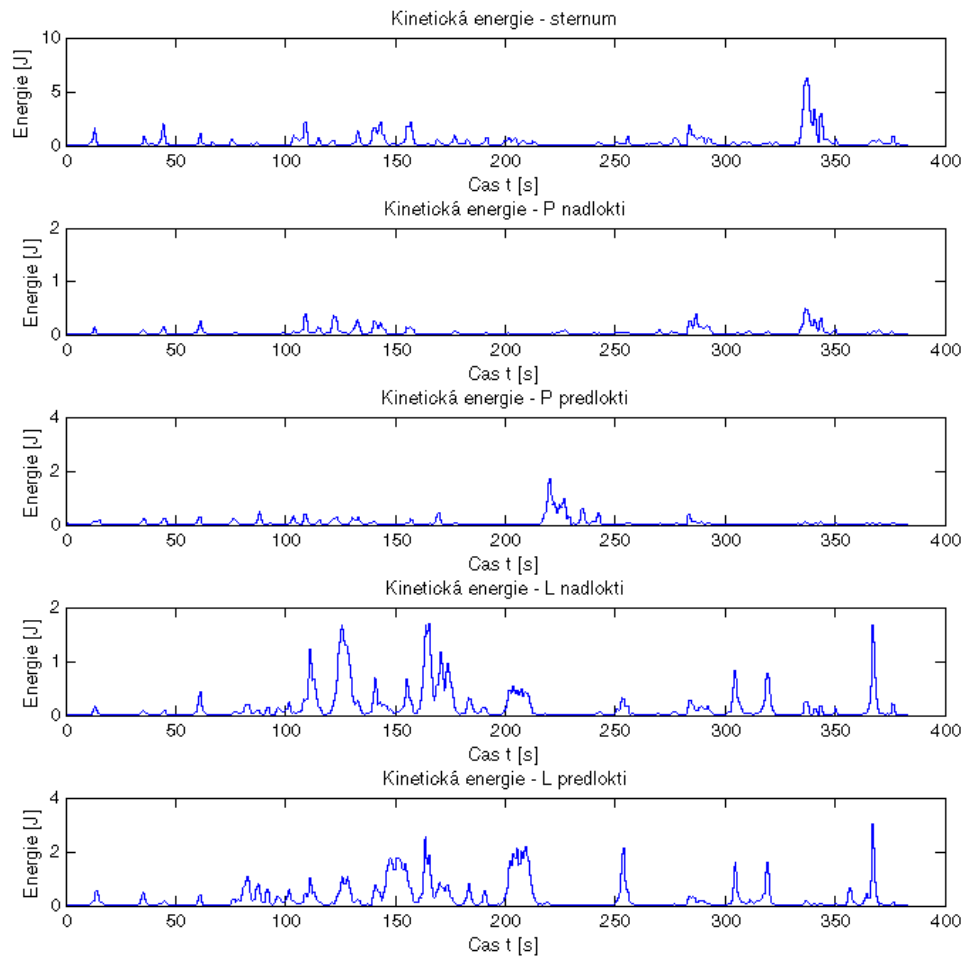 Kinetická energie - sternum
10
5
0
Energie [J]
0 50 100 150 200 250 300 350 400
Cas t [s]
Kinetická energie - P nadlokti
2
1
0
Energie [J]
0 50 100 150 200 250 300 350 400
Cas t [s]
Kinetická energie - P predlokti
4
2
0
Energie [J]
0 50 100 150 200 250 300 350 400
Cas t [s]
Kinetická energie - L nadlokti
2
1
0
Energie [J]
0 50 100 150 200 250 300 350 400
Cas t [s]
Kinetická energie - L predlokti
4
2
0
Energie [J]
0 50 100 150 200 250 300 350 400
Cas t [s]